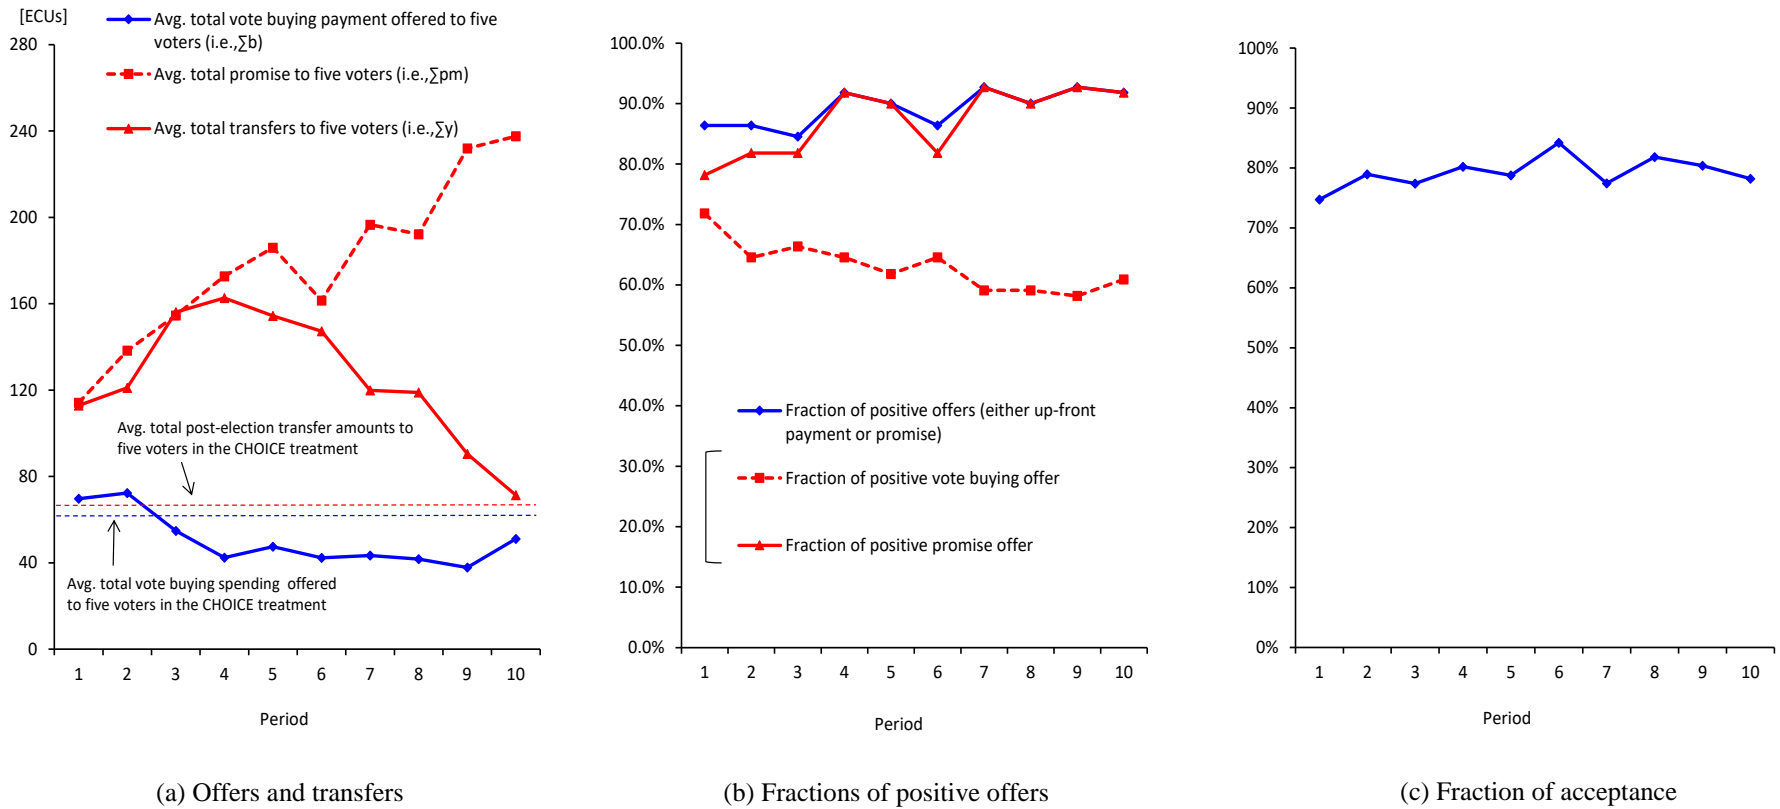 [ECUs]
Avg. total vote buying payment offered to five
voters (i.e.,∑b)
Avg. total promise to five voters (i.e.,∑pm)
Avg. total transfers to five voters (i.e.,∑y)
280
240
200
160
120
80
40
0
Avg. total post-election transfer amounts to
five voters in the CHOICE treatment
Avg. total vote buying spending offered
to five voters in the CHOICE treatment
1 2 3 4 5 6 7 8 9 10
Period
(a) Offers and transfers
100.0%
90.0%
80.0%
70.0%
60.0%
50.0%
40.0%
30.0%
20.0%
10.0%
0.0%
Fraction of positive offers (either up-front
payment or promise)
Fraction of positive vote buying offer
Fraction of positive promise offer
1 2 3 4 5 6 7 8 9 10
Period
(b) Fractions of positive offers
100%
90%
80%
70%
60%
50%
40%
30%
20%
10%
0%
1 2 3 4 5 6 7 8 9 10
Period
(c) Fraction of acceptance